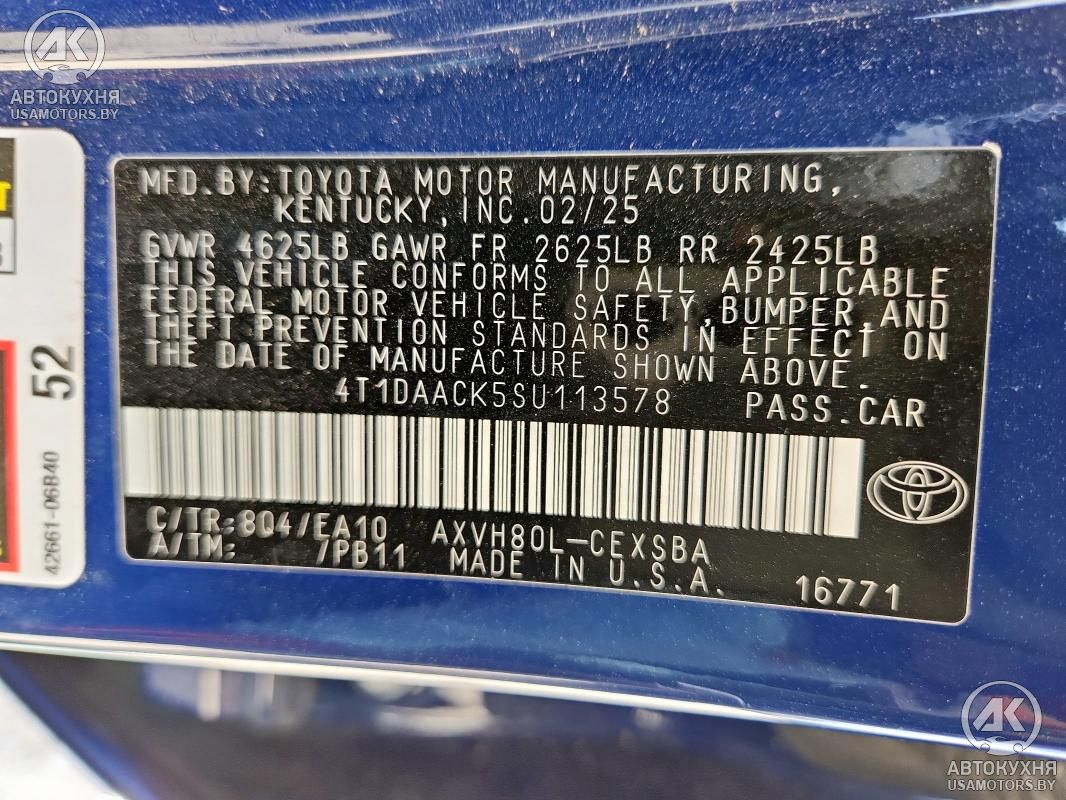 AK
АВТОКУХНЯ
USAMOTORS.BY
MFD.BY:TOYOTA MOTOR MANUFACTURING,
KENTUCKY,INC.02/25
GVWR 4625LB GAWR FR 2625LB RR 2425LB
THIS VEHICLE CONFORMS TO ALL APPLICABLE
FEDERAL MOTOR VEHICLE SAFETY,BUMPER,AND
THEFT PREVENTION STANDARDS IN EFFECT ON
THE DATE OF MANUFACTURE SHOWN ABOVE.
4T1DAACK5SU113578 PASS.CAR
C/TR:8Q4/EA10 AXVH80L-CEXSBA
A/TM: /PB11 MADE IN U.S.A. 16771
52
42661-06B40
AK
АВТОКУХНЯ
USAMOTORS.BY